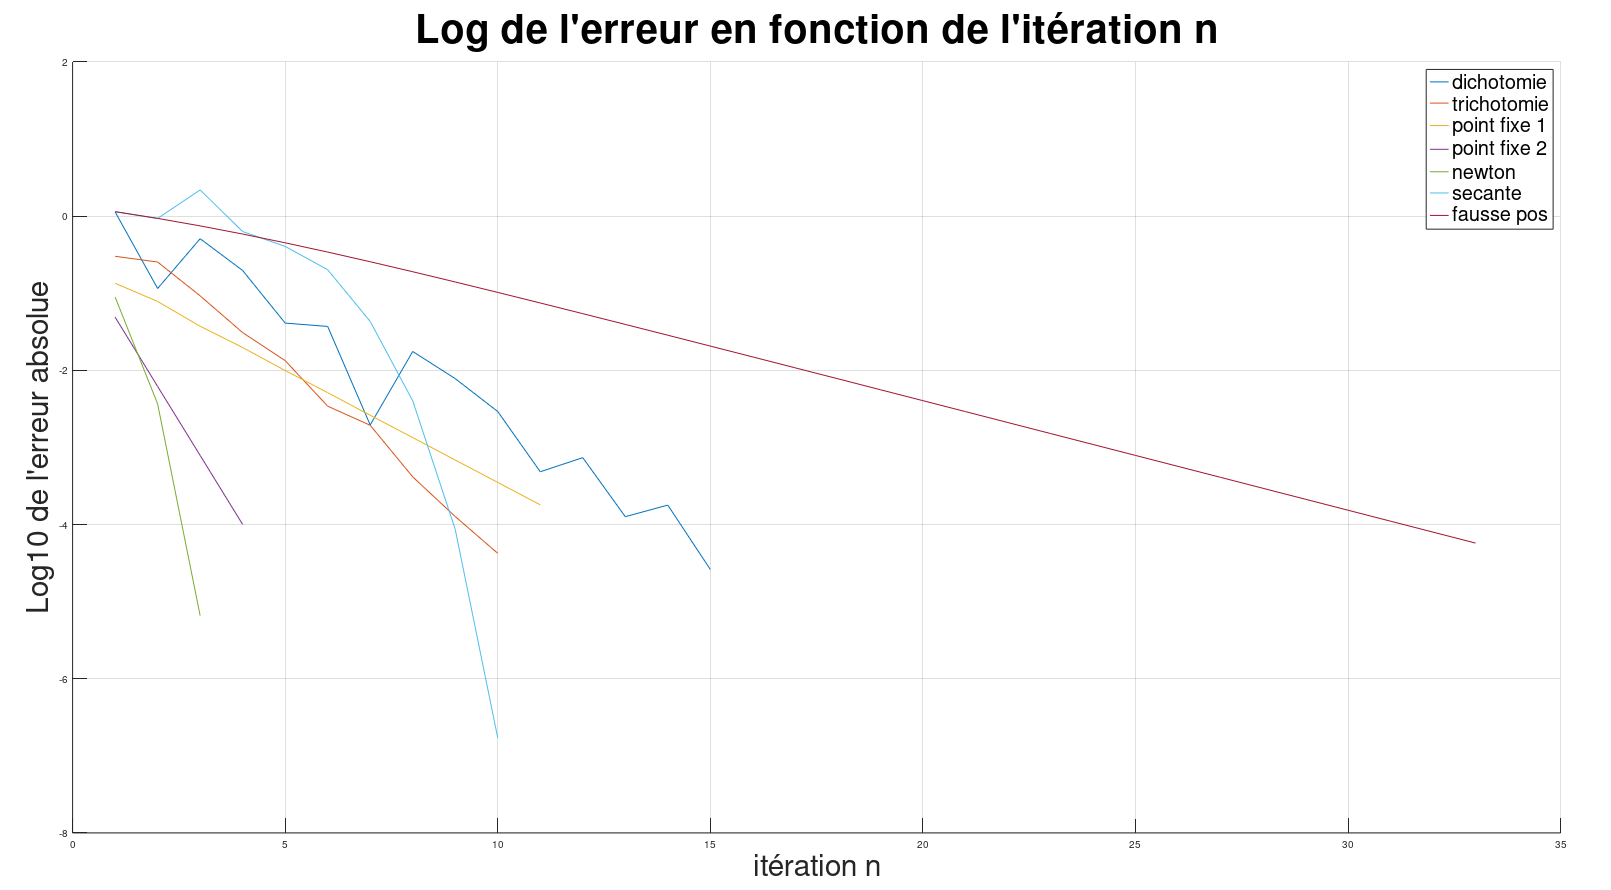 Log de l'erreur en fonction de l'itération n
dichotomie
trichotomie
point fixe 1
point fixe 2
newton
secante
fausse pos
Log10 de l'erreur absolue
2
0
-2
-4
-6
-8
0 5 10 15 20 25 30 35
itération n